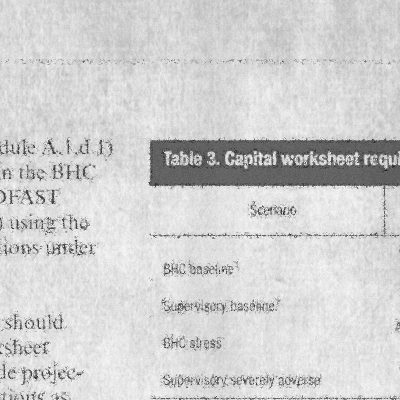 dule A.1.d.1)
n the BHC
DFAST
) using the
ions under
should
ksheet
de projec-
tions as
Table 3. Capital worksheet requi
Scenario
BHC baseline1
Supervisory baseline2
BHC stress
Supervisory severely adverse